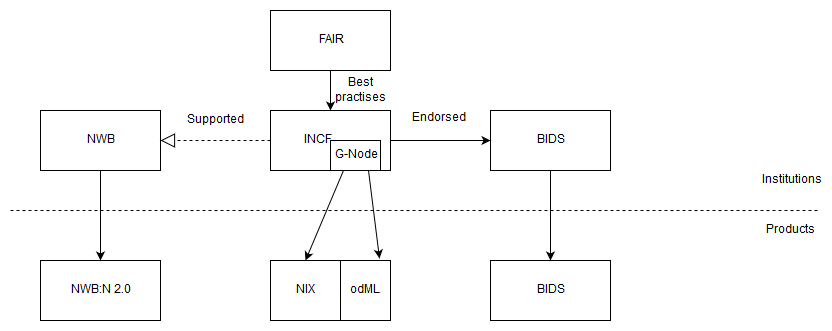 FAIR
Best
practises
NWB
Supported
INCF
G-Node
Endorsed
BIDS
Institutions
Products
NWB:N 2.0
NIX
odML
BIDS